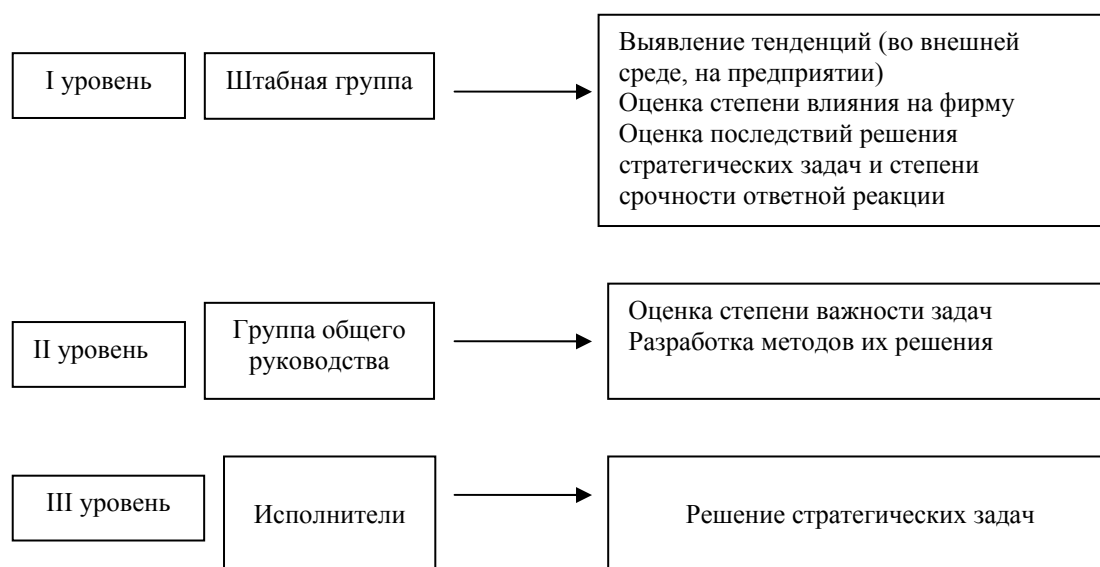 I уровень
Штабная группа
Выявление тенденций (во внешней
среде, на предприятии)
Оценка степени влияния на фирму
Оценка последствий решения
стратегических задач и степени
срочности ответной реакции
II уровень
Группа общего
руководства
Оценка степени важности задач
Разработка методов их решения
III уровень
Исполнители
Решение стратегических задач